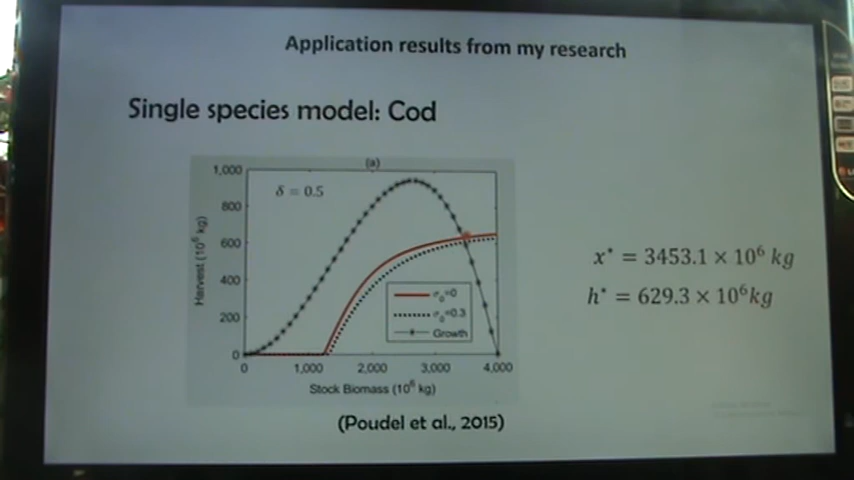 Application results from my research
Single species model: Cod
(a)
δ = 0.5
1,000
800
600
400
200
0
Harvest (10⁶ kg)
σ₀=0
σ₀=0.3
Growth
0 1,000 2,000 3,000 4,000
Stock Biomass (10⁶ kg)
x* = 3453.1 × 10⁶ kg
h* = 629.3 × 10⁶ kg
(Poudel et al., 2015)